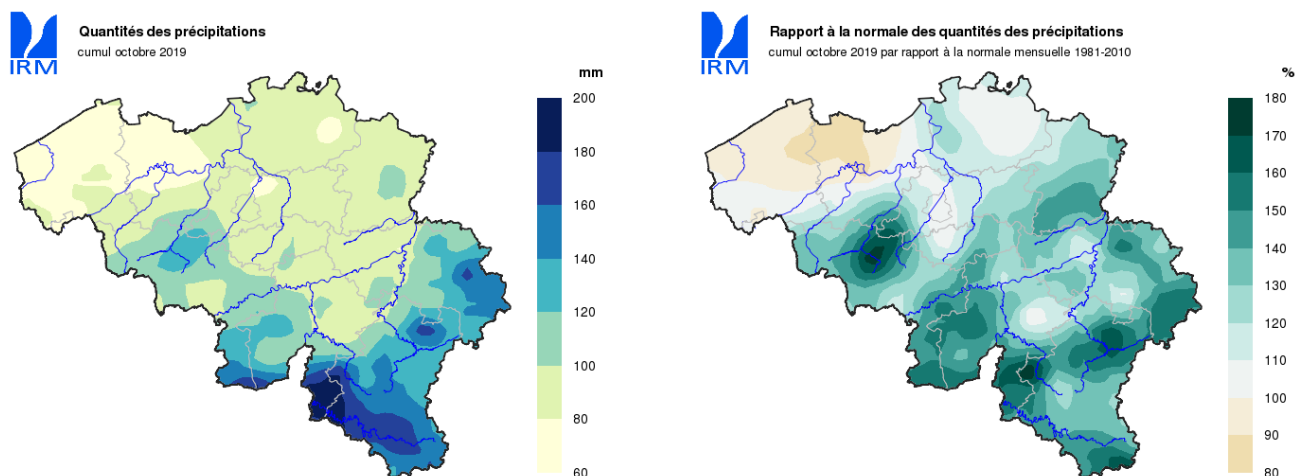 IRM
Quantités des précipitations
cumul octobre 2019
mm
200
180
160
140
120
100
80
60
IRM
Rapport à la normale des quantités des précipitations
cumul octobre 2019 par rapport à la normale mensuelle 1981-2010
%
180
170
160
150
140
130
120
110
100
90
80